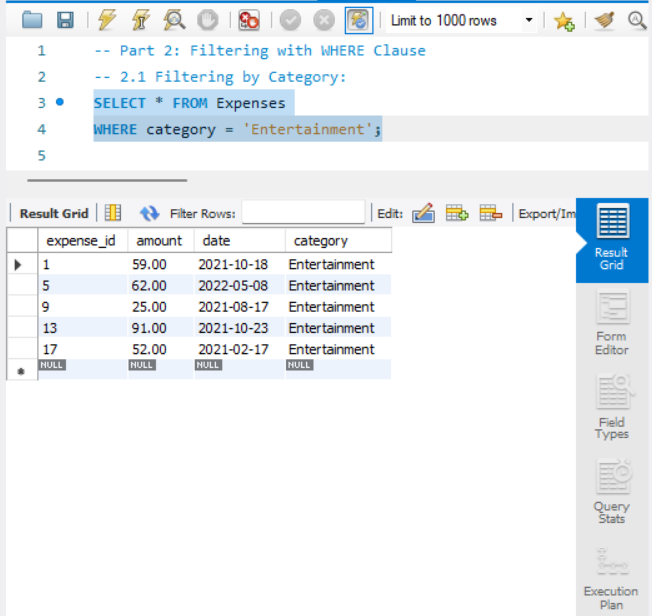 Limit to 1000 rows
1 -- Part 2: Filtering with WHERE Clause
2 -- 2.1 Filtering by Category:
3 SELECT * FROM Expenses
4 WHERE category = 'Entertainment';
5
Result Grid Filter Rows: Edit: Export/Im
expense_id amount date category
1 59.00 2021-10-18 Entertainment
5 62.00 2022-05-08 Entertainment
9 25.00 2021-08-17 Entertainment
13 91.00 2021-10-23 Entertainment
17 52.00 2021-02-17 Entertainment
NULL NULL NULL NULL
Result
Grid
Form
Editor
Field
Types
Query
Stats
Execution
Plan